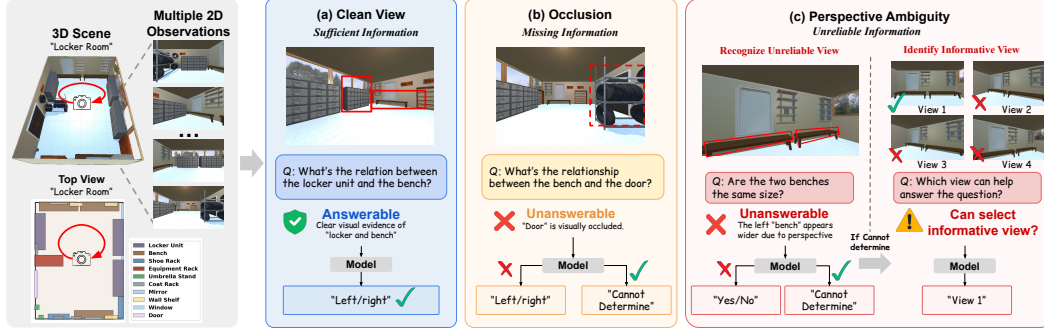 3D Scene
"Locker Room"
Multiple 2D
Observations
...
Top View
"Locker Room"
Locker Unit
Bench
Shoe Rack
Equipment Rack
Umbrella Stand
Coat Rack
Mirror
Wall Shelf
Window
Door
(a) Clean View
Sufficient Information
Q: What's the relation between
the locker unit and the bench?
Answerable
Clear visual evidence of
"locker and bench"
Model
"Left/right"
(b) Occlusion
Missing Information
Q: What's the relationship
between the bench and the door?
Unanswerable
"Door" is visually occluded.
Model
"Left/right"
"Cannot
Determine"
(c) Perspective Ambiguity
Unreliable Information
Recognize Unreliable View
Q: Are the two benches
the same size?
Unanswerable
The left "bench" appears
wider due to perspective
Model
"Yes/No"
"Cannot
Determine"
If Cannot
determine
Identify Informative View
View 1
View 2
View 3
View 4
Q: Which view can help
answer the question?
Can select
informative view?
Model
"View 1"